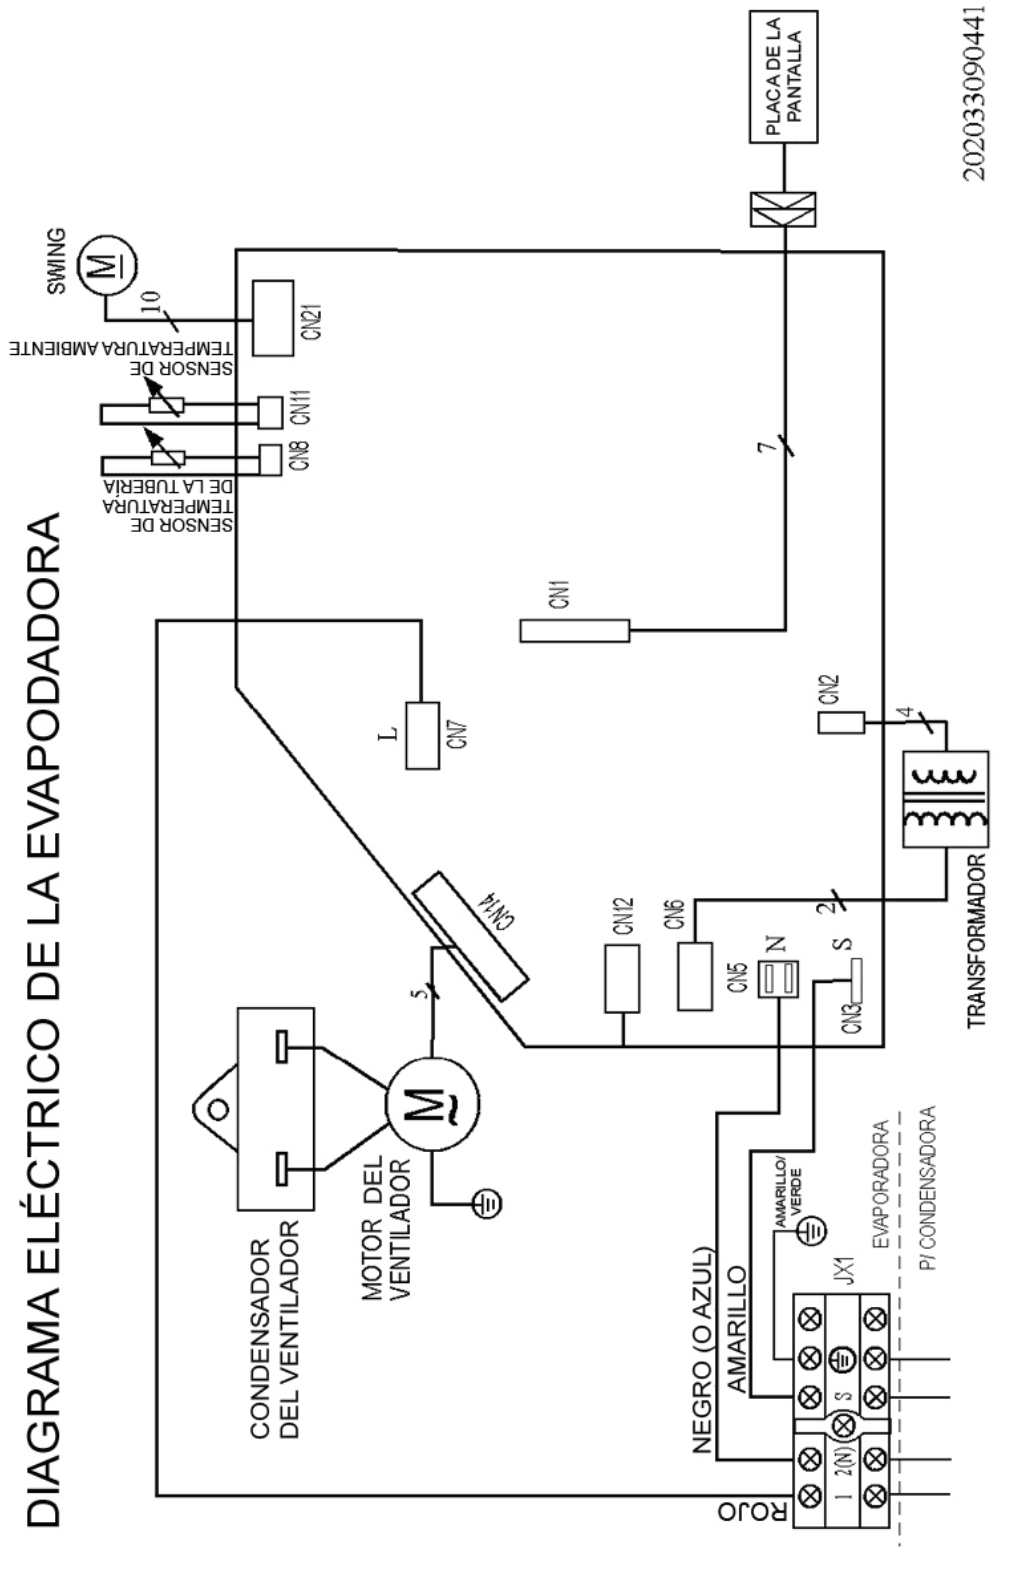 DIAGRAMA ELÉCTRICO DE LA EVAPODADORA
SWING
M
10
SENSOR DE
TEMPERATURA AMBIENTE
CN21
CN11
CN8
SENSOR DE
TEMPERATURA
DE LA TUBERÍA
PLACA DE LA
PANTALLA
7
CN1
L
CN7
CN2
4
TRANSFORMADOR
2
CN6
CN12
CN14
5
N
CN5
S
CN3
M
~
CONDENSADOR
DEL VENTILADOR
MOTOR DEL
VENTILADOR
NEGRO (O AZUL)
AMARILLO
AMARILLO/
VERDE
ROJO
JX1
1
2(N)
S
EVAPORADORA
P/ CONDENSADORA
202033090441